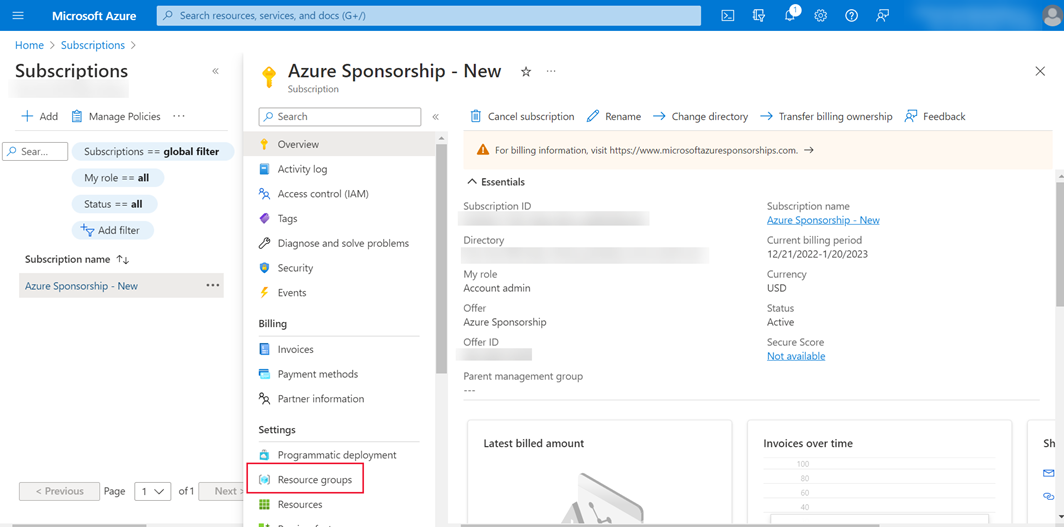 Microsoft Azure
Search resources, services, and docs (G+/)
1
Home > Subscriptions >
Subscriptions
«
+ Add
Manage Policies
...
Sear...
Subscriptions == global filter
My role == all
Status == all
Add filter
Subscription name ↑↓
Azure Sponsorship - New
...
< Previous
Page
1
of 1
Next >
Azure Sponsorship - New
...
Subscription
Search
«
Overview
Activity log
Access control (IAM)
Tags
Diagnose and solve problems
Security
Events
Billing
Invoices
Payment methods
Partner information
Settings
Programmatic deployment
Resource groups
Resources
Cancel subscription
Rename
Change directory
Transfer billing ownership
Feedback
For billing information, visit https://www.microsoftazuresponsorships.com. →
Essentials
Subscription ID
Directory
My role
Account admin
Offer
Azure Sponsorship
Offer ID
Parent management group
---
Subscription name
Azure Sponsorship - New
Current billing period
12/21/2022-1/20/2023
Currency
USD
Status
Active
Secure Score
Not available
Latest billed amount
Invoices over time
100
80
60
40
Sh